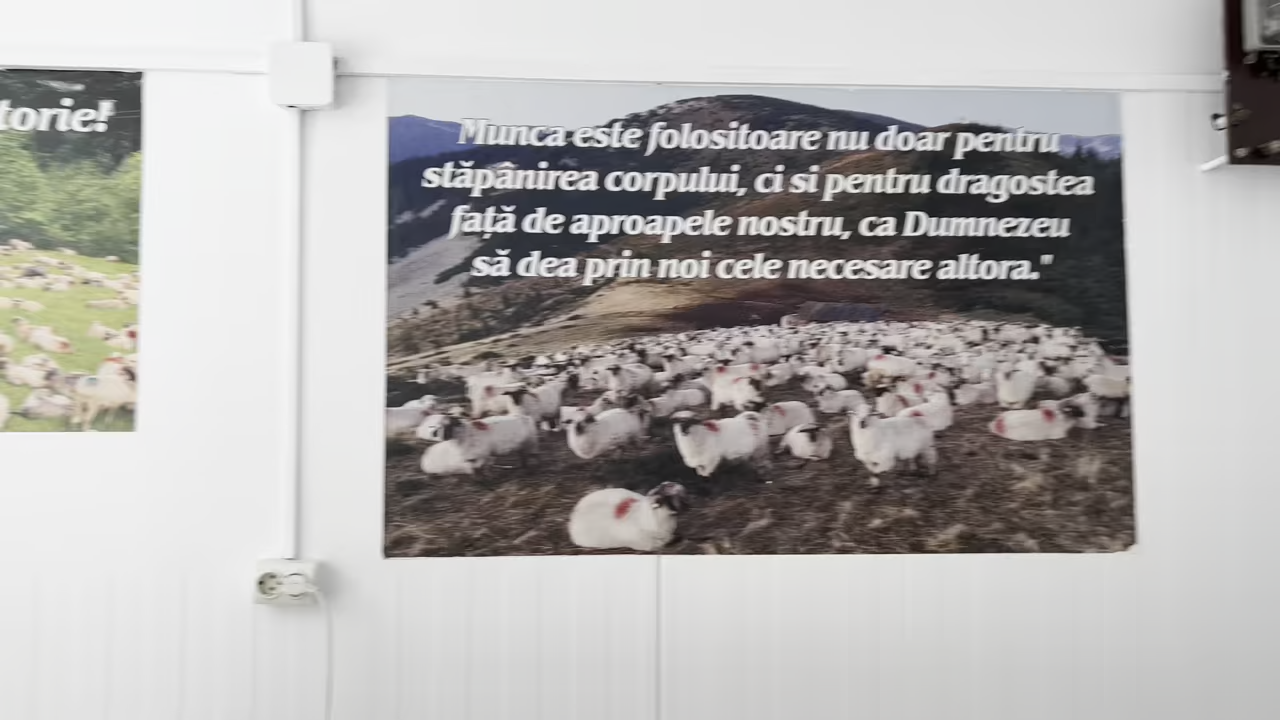 torie!
Munca este folositoare nu doar pentru
stăpânirea corpului, ci si pentru dragostea
față de aproapele nostru, ca Dumnezeu
să dea prin noi cele necesare altora."